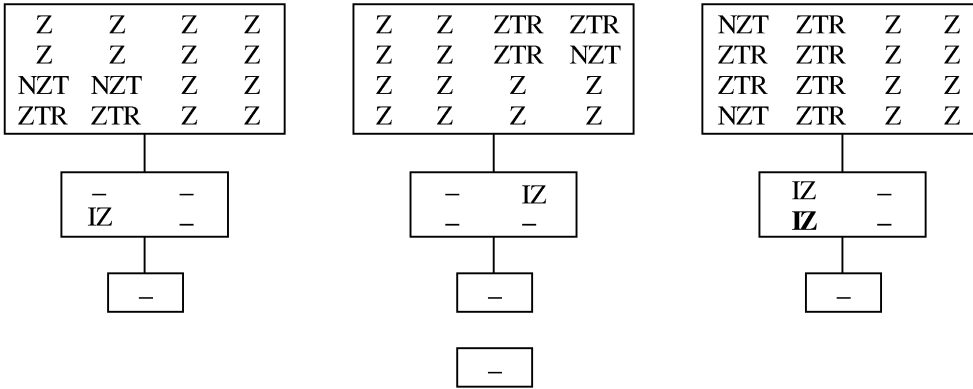 Z Z Z Z
Z Z Z Z
NZT NZT Z Z
ZTR ZTR Z Z
Z Z ZTR ZTR
Z Z ZTR NZT
Z Z Z Z
Z Z Z Z
NZT ZTR Z Z
ZTR ZTR Z Z
ZTR ZTR Z Z
NZT ZTR Z Z
– –
IZ –
– IZ
– –
IZ –
IZ –
–
–
–
–